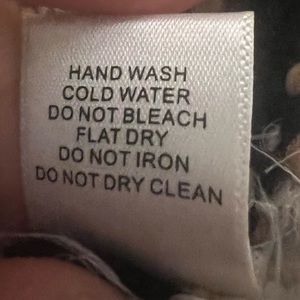 HAND WASH
COLD WATER
DO NOT BLEACH
FLAT DRY
DO NOT IRON
DO NOT DRY CLEAN